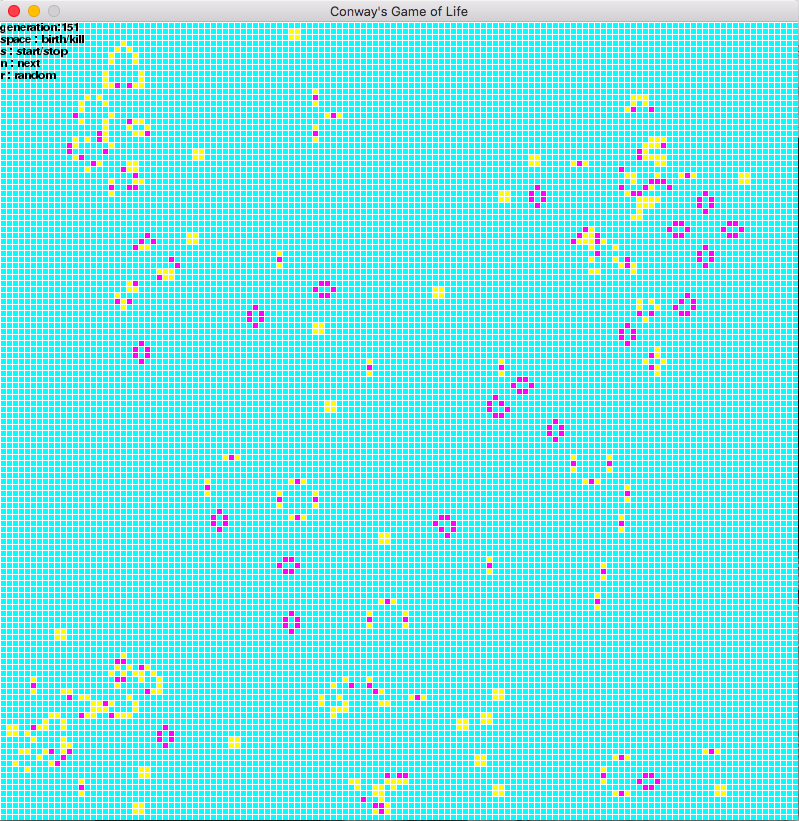 Conway's Game of Life
generation:151
space : birth/kill
s : start/stop
n : next
r : random